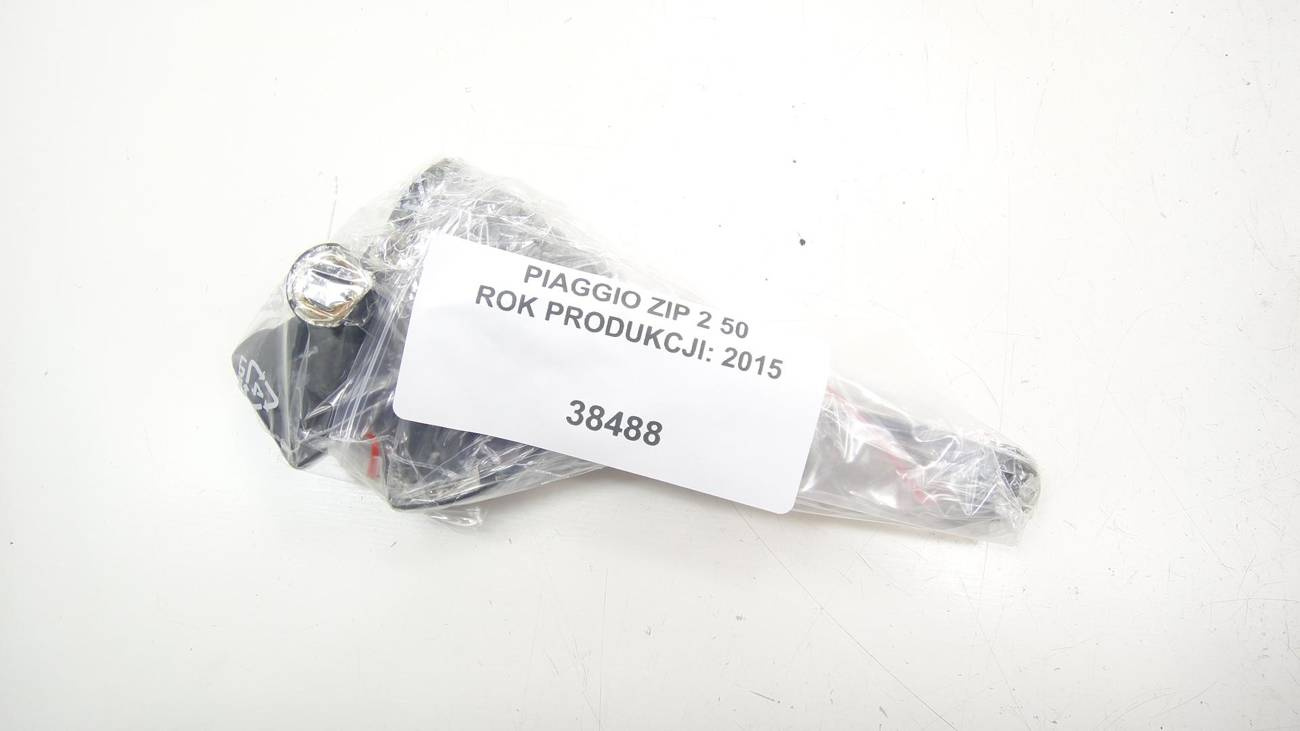 PIAGGIO ZIP 2 50
ROK PRODUKCJI: 2015
38488